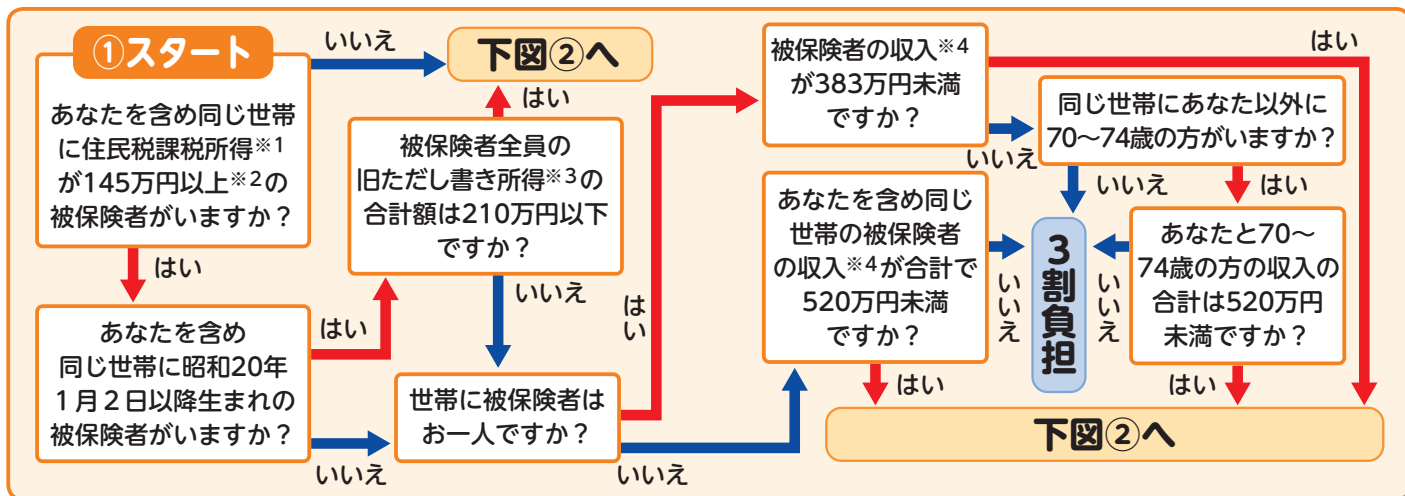 ①スタート
あなたを含め同じ世帯
に住民税課税所得※1
が145万円以上※2の
被保険者がいますか？
いいえ
下図②へ
はい
あなたを含め
同じ世帯に昭和20年
1月2日以降生まれの
被保険者がいますか？
はい
いいえ
被保険者全員の
旧ただし書き所得※3の
合計額は210万円以下
ですか？
はい
いいえ
世帯に被保険者は
お一人ですか？
はい
いいえ
被保険者の収入※4
が383万円未満
ですか？
はい
いいえ
同じ世帯にあなた以外に
70～74歳の方がいますか？
いいえ
はい
あなたを含め同じ
世帯の被保険者
の収入※4が合計で
520万円未満
ですか？
いいえ
はい
3割負担
あなたと70～
74歳の方の収入の
合計は520万円
未満ですか？
いいえ
はい
下図②へ